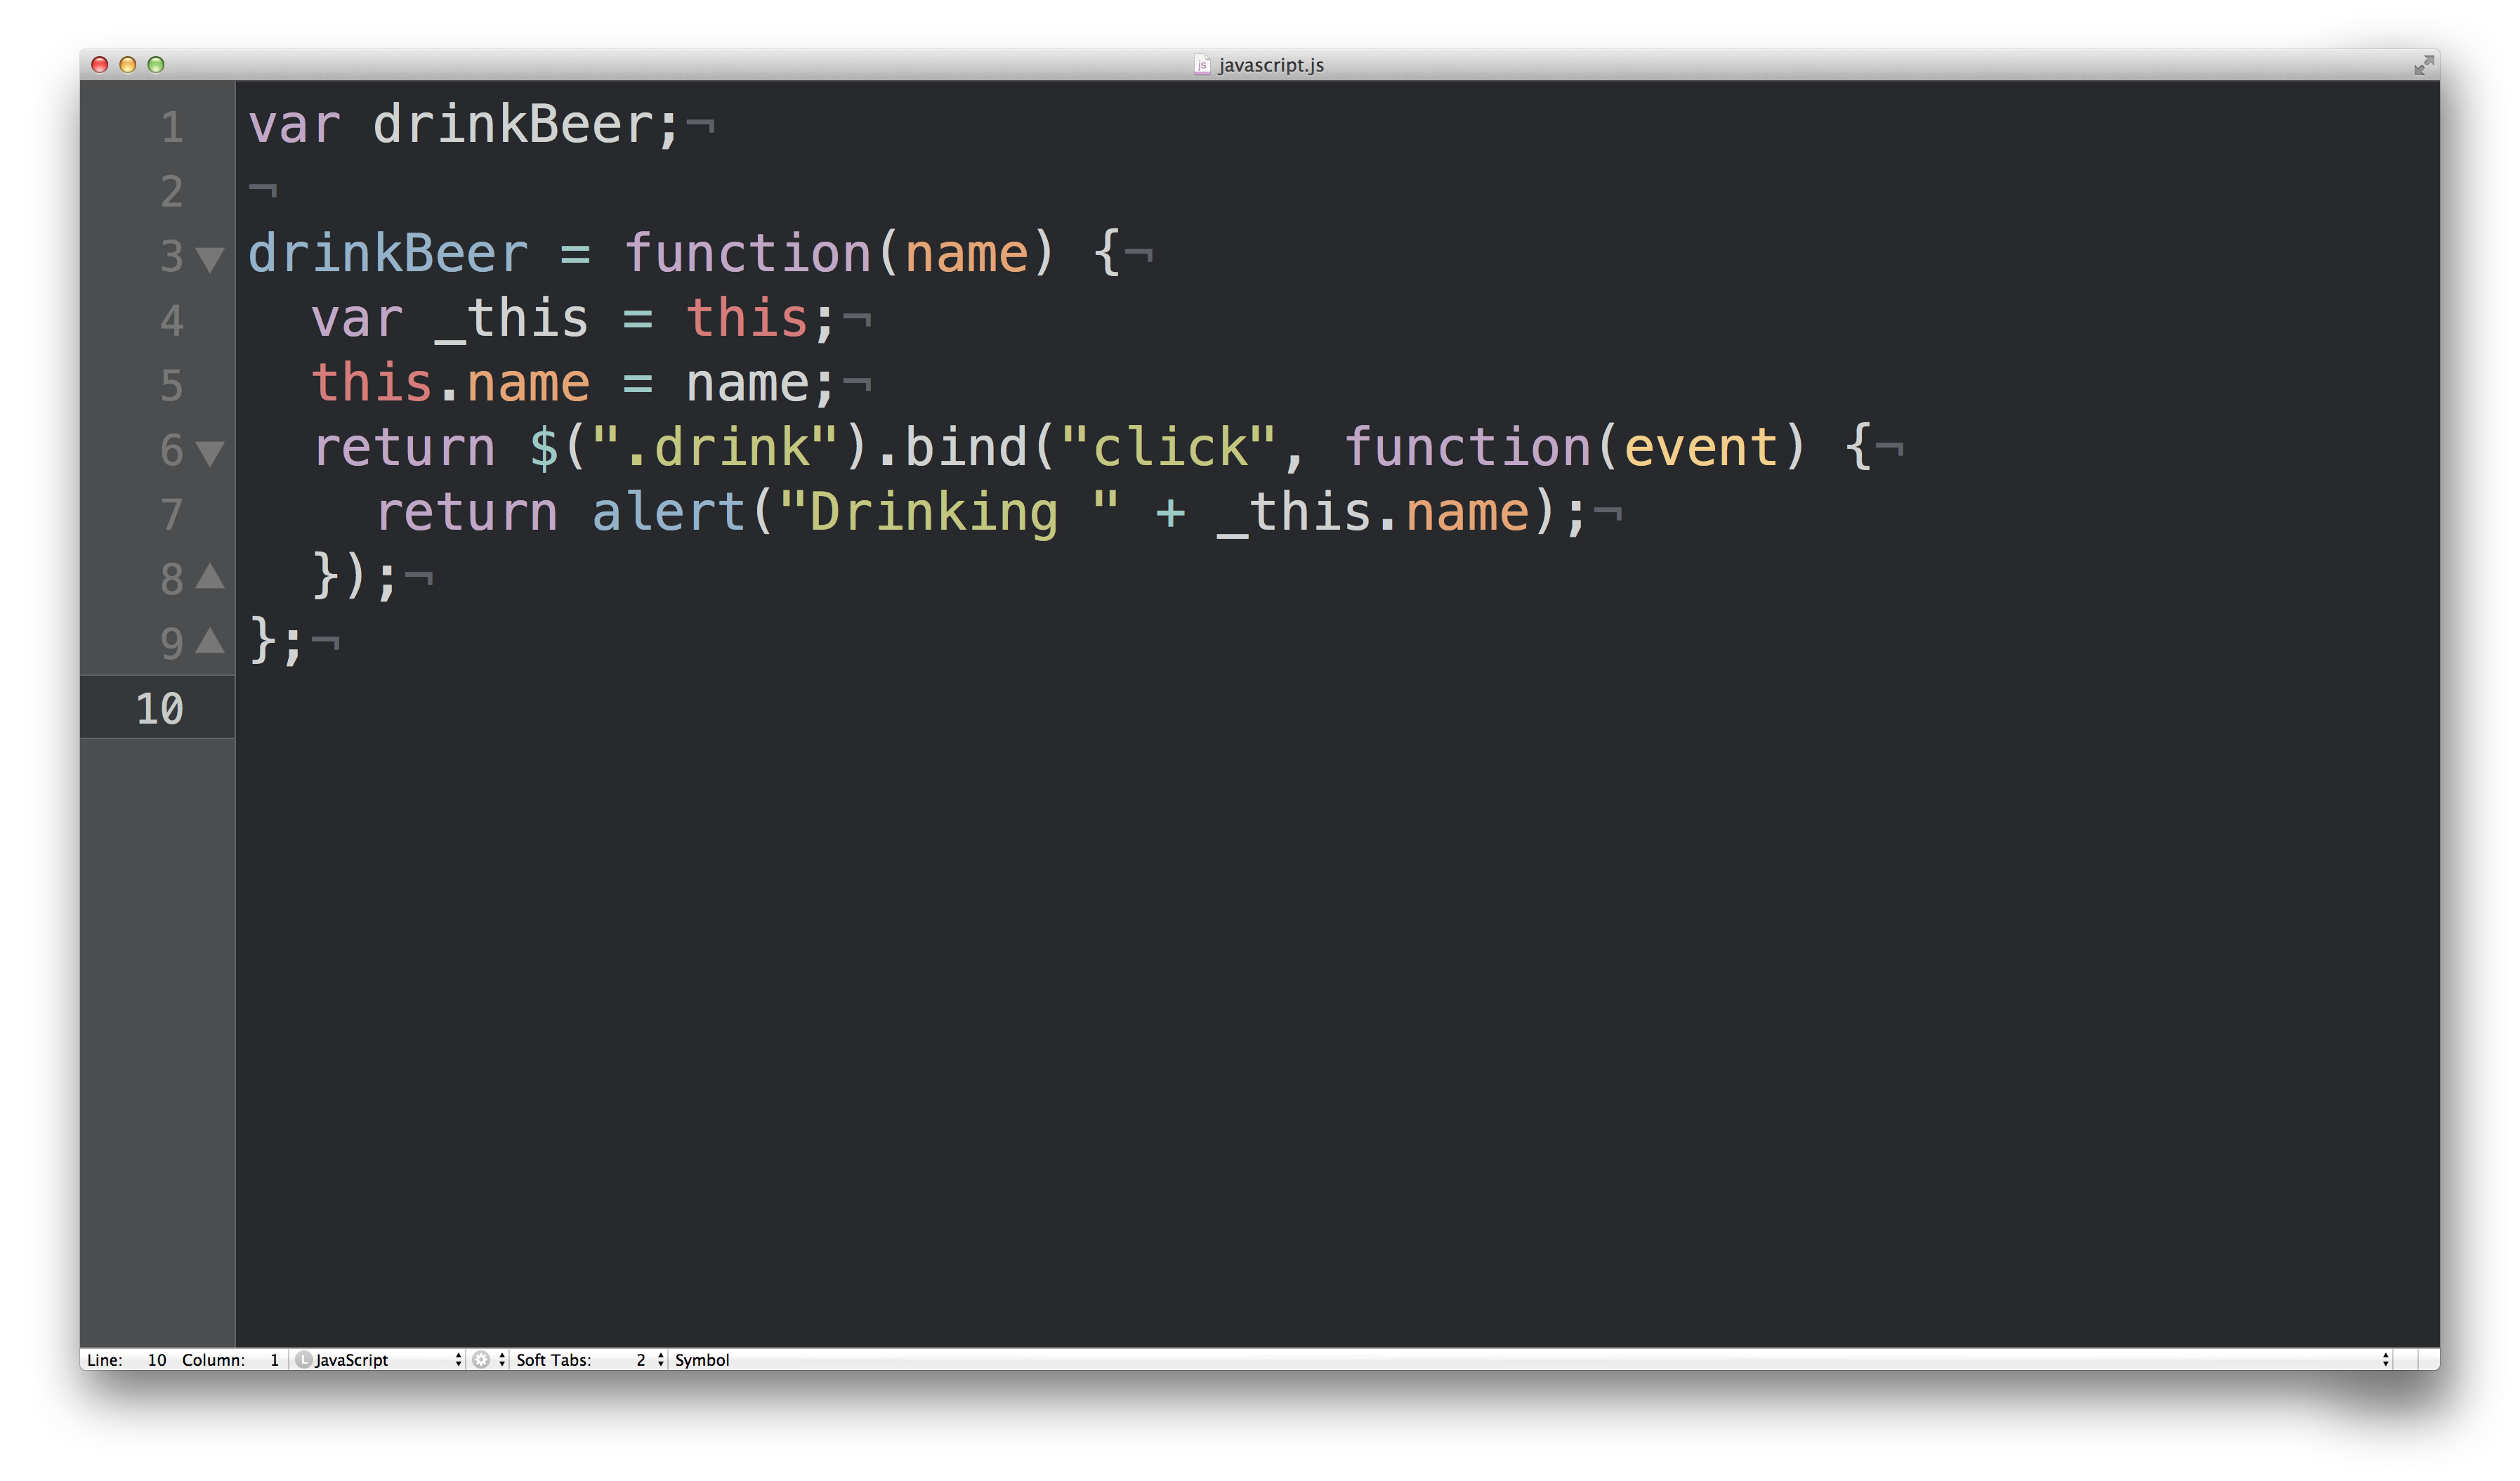 javascript.js
1 var drinkBeer;¬
2 ¬
3 drinkBeer = function(name) {¬
4   var _this = this;¬
5   this.name = name;¬
6   return $(".drink").bind("click", function(event) {¬
7     return alert("Drinking " + _this.name);¬
8   });¬
9 };¬
10
Line: 10 Column: 1 L JavaScript Soft Tabs: 2 Symbol